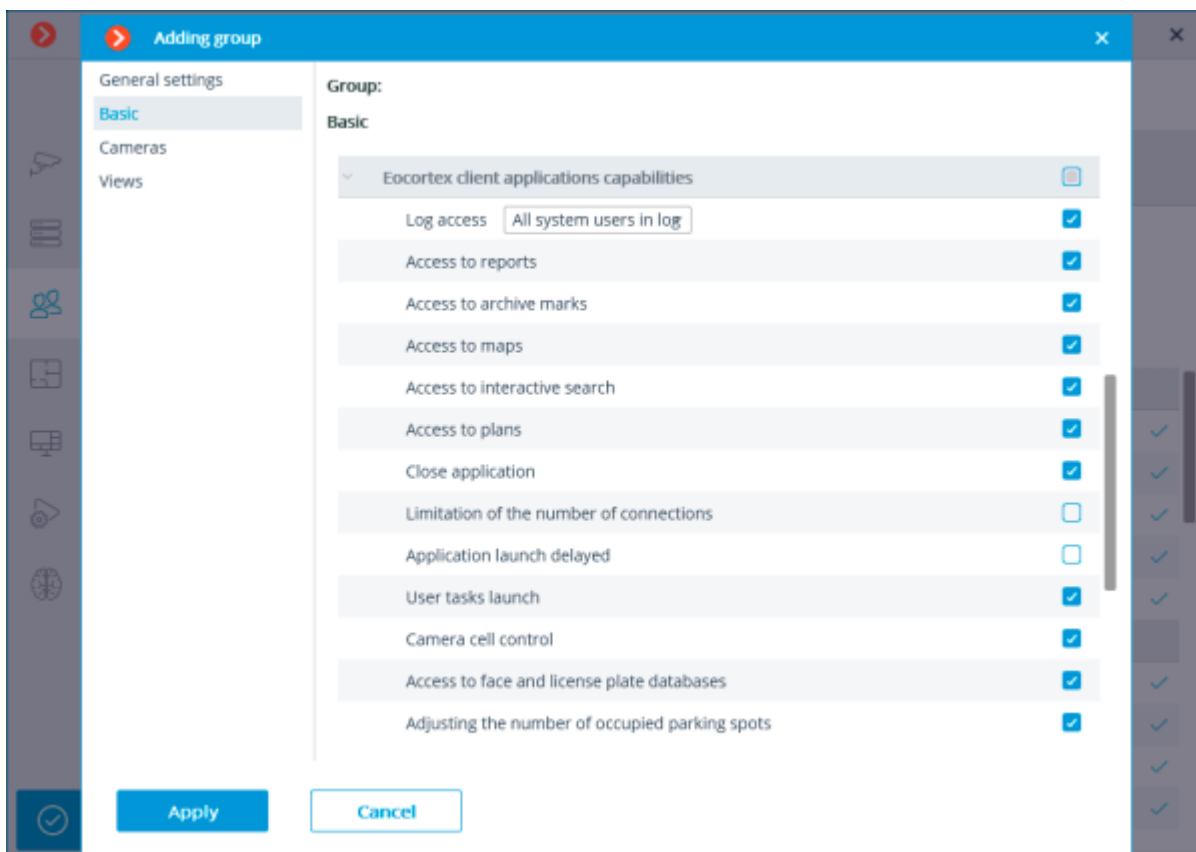 Adding group
General settings
Basic
Cameras
Views
Group:
Basic
Eocortex client applications capabilities
Log access All system users in log
Access to reports
Access to archive marks
Access to maps
Access to interactive search
Access to plans
Close application
Limitation of the number of connections
Application launch delayed
User tasks launch
Camera cell control
Access to face and license plate databases
Adjusting the number of occupied parking spots
Apply Cancel